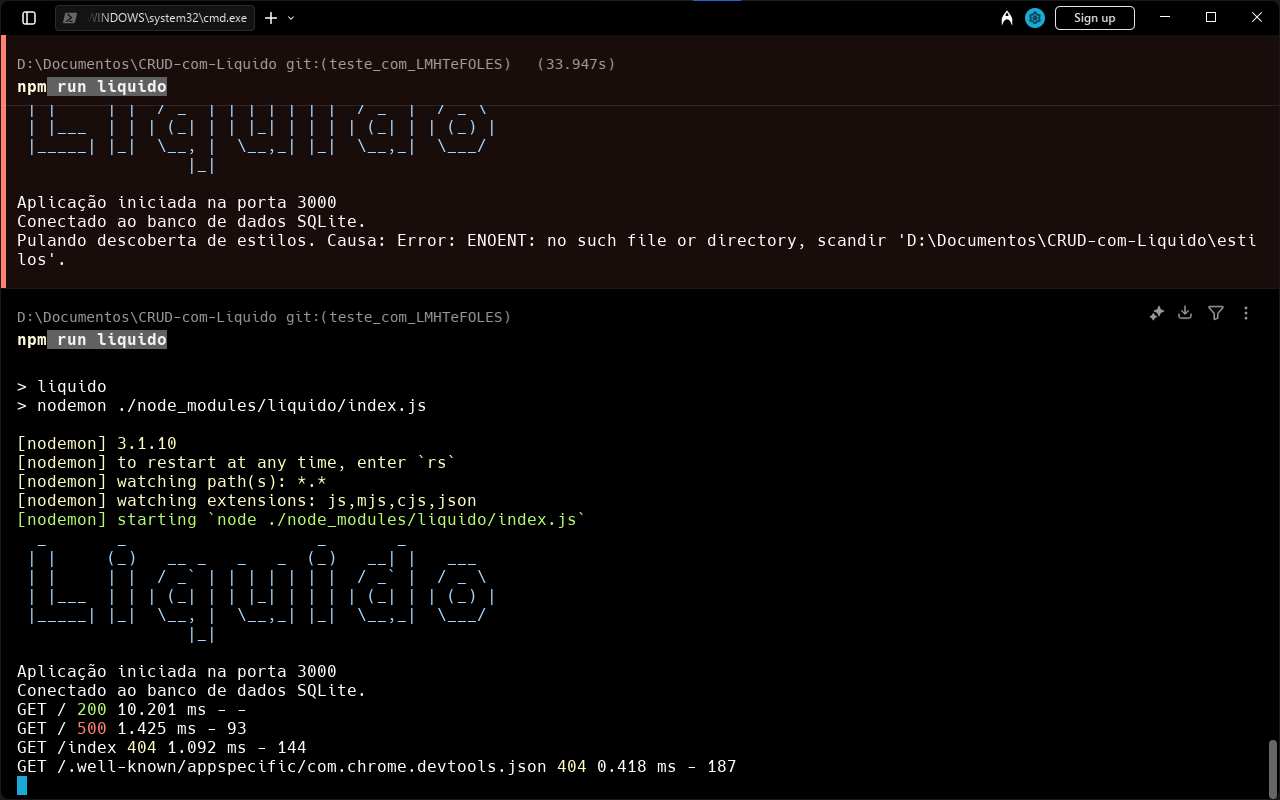 WINDOWS\system32\cmd.exe
Sign up
D:\Documentos\CRUD-com-Liquido git:(teste_com_LMHTeFOLES) (33.947s)
npm run liquido
Aplicação iniciada na porta 3000
Conectado ao banco de dados SQLite.
Pulando descoberta de estilos. Causa: Error: ENOENT: no such file or directory, scandir 'D:\Documentos\CRUD-com-Liquido\esti
los'.
D:\Documentos\CRUD-com-Liquido git:(teste_com_LMHTeFOLES)
npm run liquido
> liquido
> nodemon ./node_modules/liquido/index.js
[nodemon] 3.1.10
[nodemon] to restart at any time, enter `rs`
[nodemon] watching path(s): *.*
[nodemon] watching extensions: js,mjs,cjs,json
[nodemon] starting `node ./node_modules/liquido/index.js`
Liquido
Aplicação iniciada na porta 3000
Conectado ao banco de dados SQLite.
GET / 200 10.201 ms - -
GET / 500 1.425 ms - 93
GET /index 404 1.092 ms - 144
GET /.well-known/appspecific/com.chrome.devtools.json 404 0.418 ms - 187